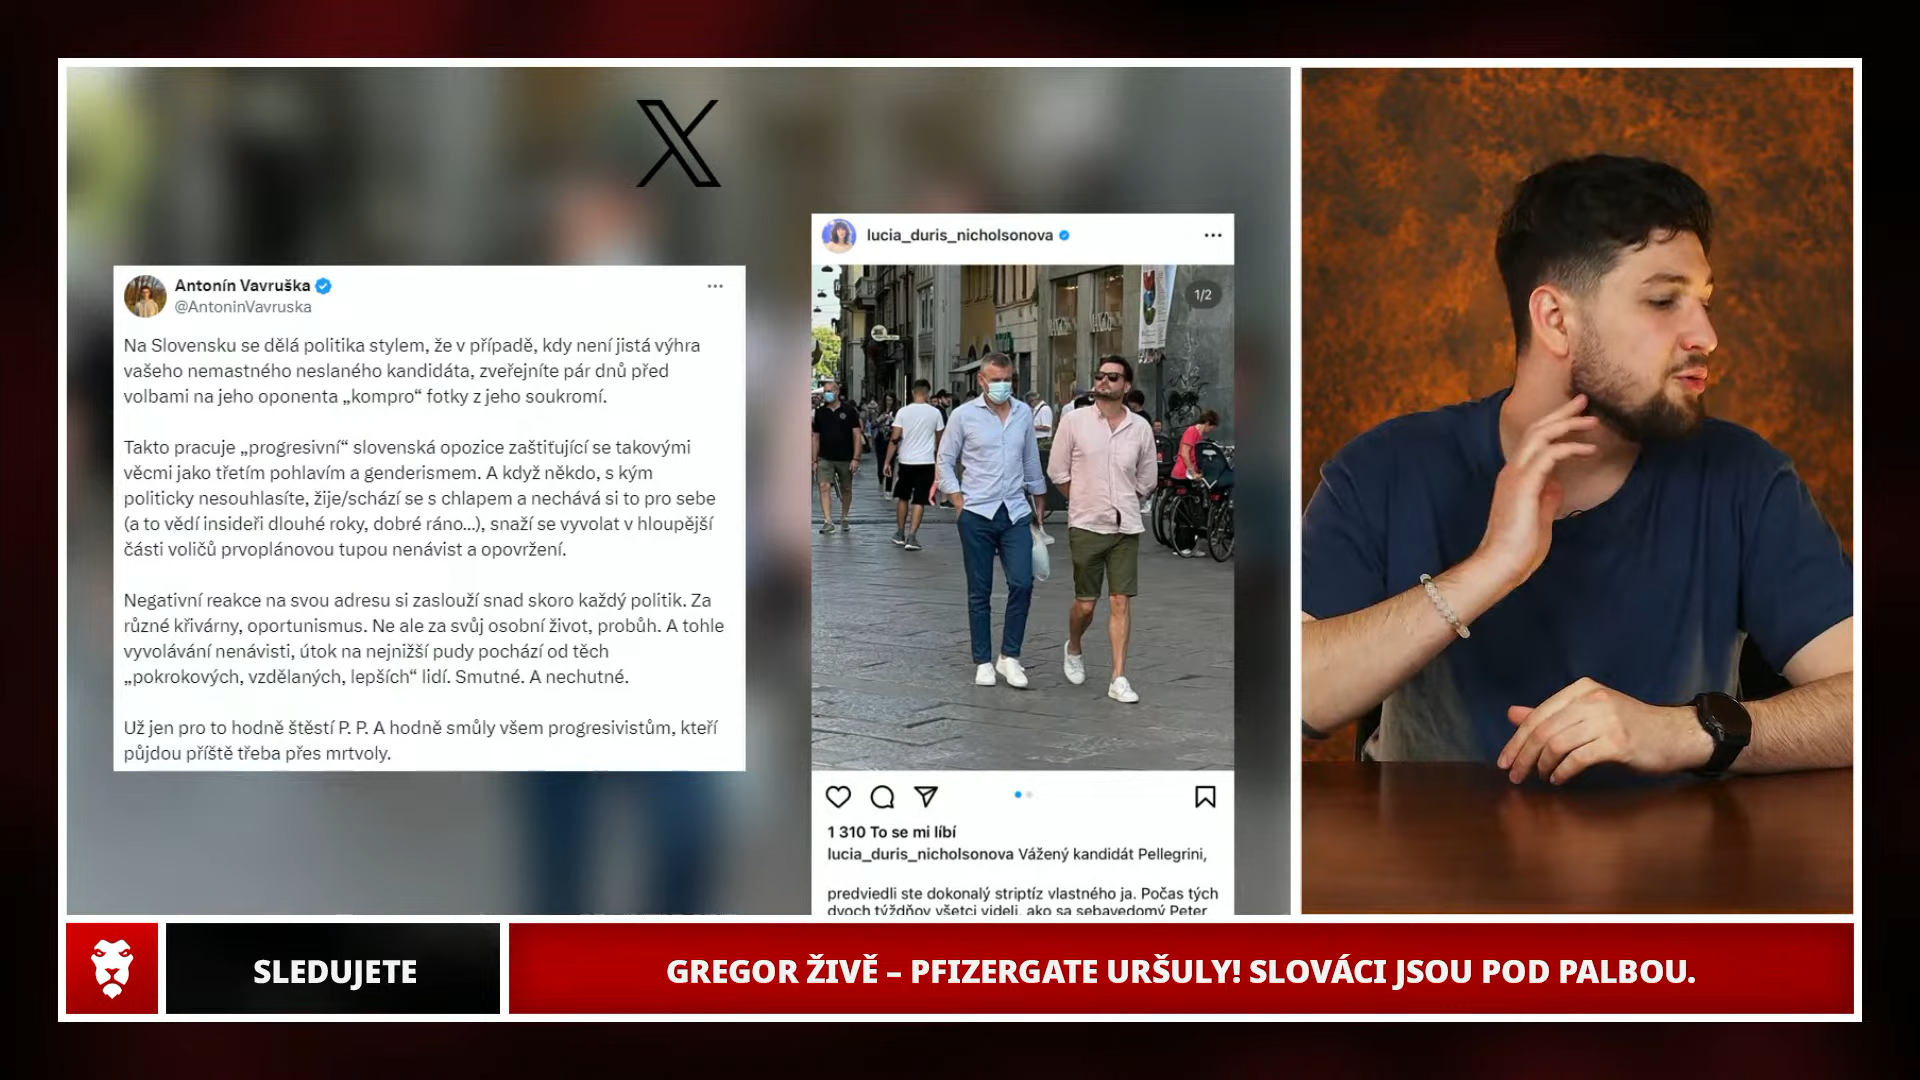 Antonín Vavruška
@AntoninVavruska
Na Slovensku se dělá politika stylem, že v případě, kdy není jistá výhra
vašeho nemastného neslaného kandidáta, zveřejníte pár dnů před
volbami na jeho oponenta „kompro“ fotky z jeho soukromí.
Takto pracuje „progresivní“ slovenská opozice zaštiťující se takovými
věcmi jako třetím pohlavím a genderismem. A když někdo, s kým
politicky nesouhlasíte, žije/schází se s chlapem a nechává si to pro sebe
(a to vědí insideři dlouhé roky, dobré ráno...), snaží se vyvolat v hloupější
části voličů prvoplánovou tupou nenávist a opovržení.
Negativní reakce na svou adresu si zaslouží snad skoro každý politik. Za
různé křivárny, oportunismus. Ne ale za svůj osobní život, probůh. A tohle
vyvolávání nenávisti, útok na nejnižší pudy pochází od těch
„pokrokových, vzdělaných, lepších“ lidí. Smutné. A nechutné.
Už jen pro to hodně štěstí P. P. A hodně smůly všem progresivistům, kteří
půjdou příště třeba přes mrtvoly.
lucia_duris_nicholsonova
1/2
1 310 To se mi líbí
lucia_duris_nicholsonova Vážený kandidát Pellegrini,
predviedli ste dokonalý striptíz vlastného ja. Počas tých
dvoch týždňov všetci videli, ako sa sebavedomý Peter
SLEDUJETE
GREGOR ŽIVĚ – PFIZERGATE URŠULY! SLOVÁCI JSOU POD PALBOU.